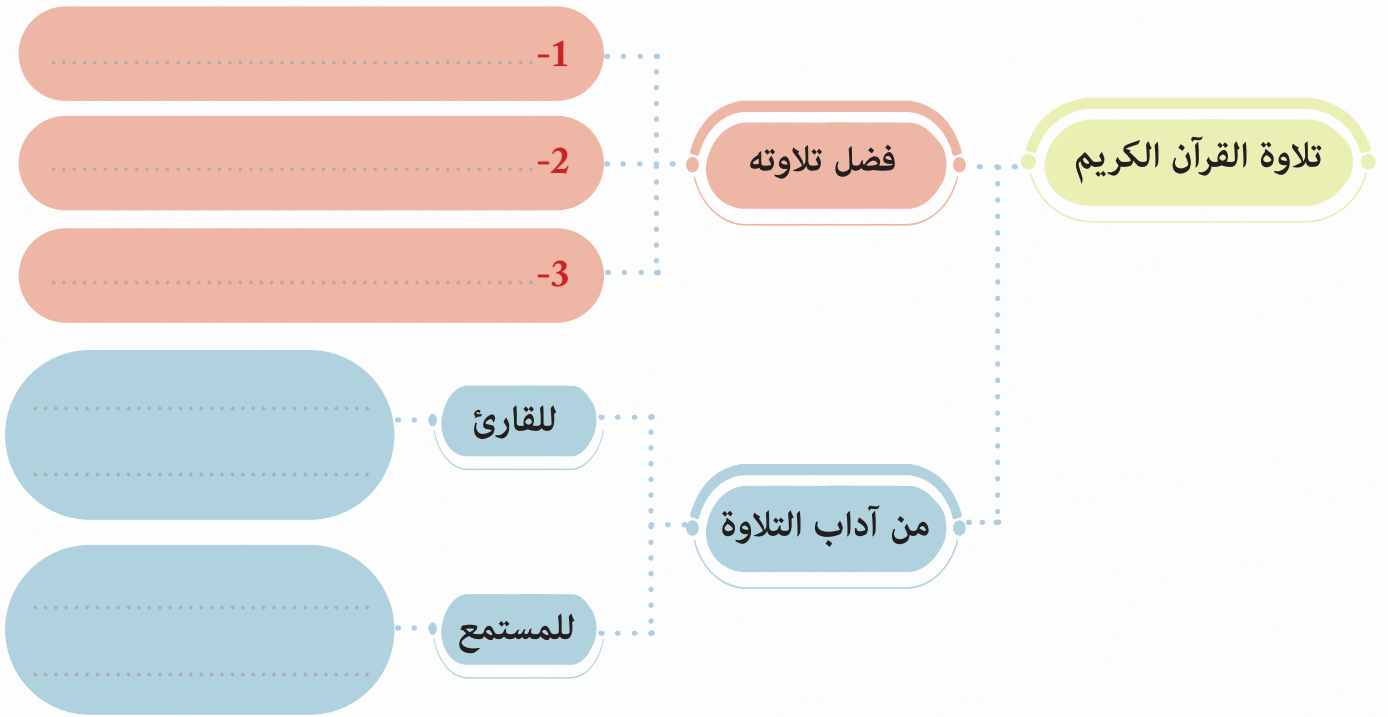 تلاوة القرآن الكريم
فضل تلاوته
1- ................................................
2- ................................................
3- ................................................
من آداب التلاوة
للقارئ
................................
................................
للمستمع
................................
................................